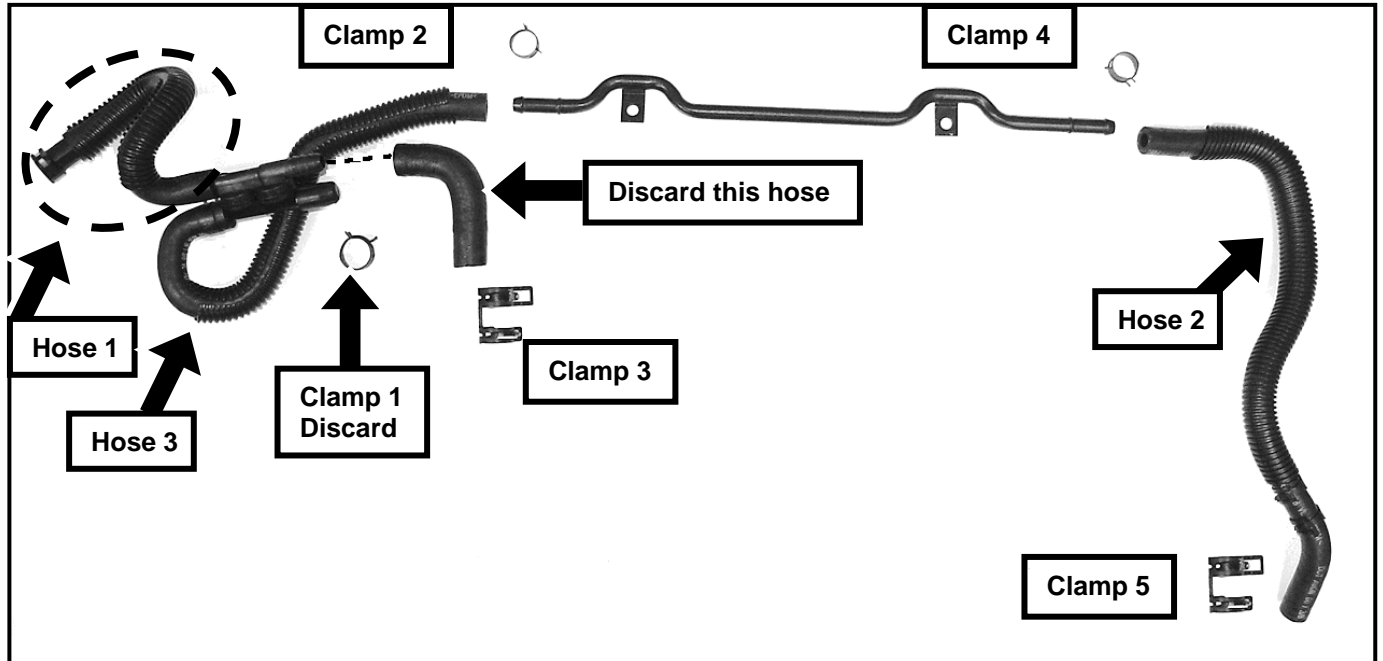 Clamp 2
Clamp 4
Discard this hose
Hose 1
Hose 2
Clamp 3
Clamp 1
Discard
Hose 3
Clamp 5